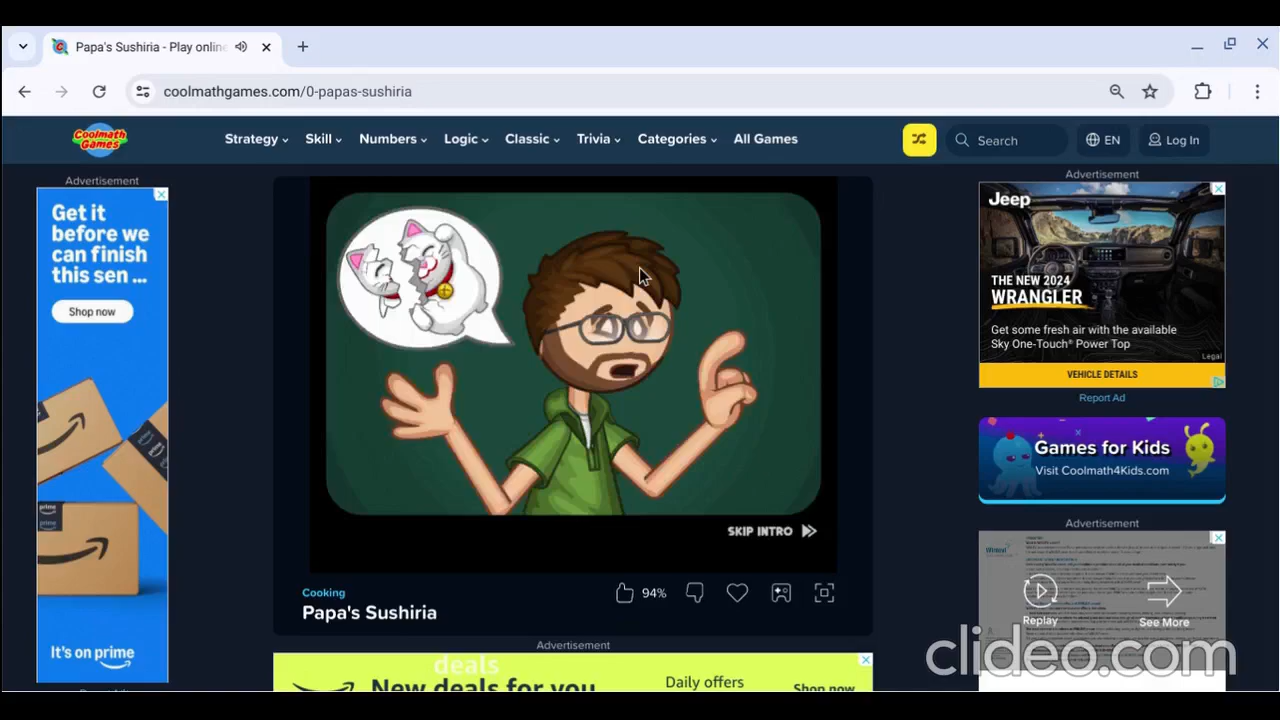 Papa's Sushiria - Play online
coolmathgames.com/0-papas-sushiria
Coolmath
Games
Strategy
Skill
Numbers
Logic
Classic
Trivia
Categories
All Games
Search
EN
Log In
Advertisement
Get it
before we
can finish
this sen ...
Shop now
prime
prime
It's on prime
SKIP INTRO
Cooking
94%
Papa's Sushiria
Advertisement
deals
New deals for you
Daily offers
Shop now
Advertisement
Jeep
THE NEW 2024
WRANGLER
Get some fresh air with the available
Sky One-Touch® Power Top
Legal
VEHICLE DETAILS
Report Ad
Games for Kids
Visit Coolmath4Kids.com
Advertisement
Replay
See More
clideo.com